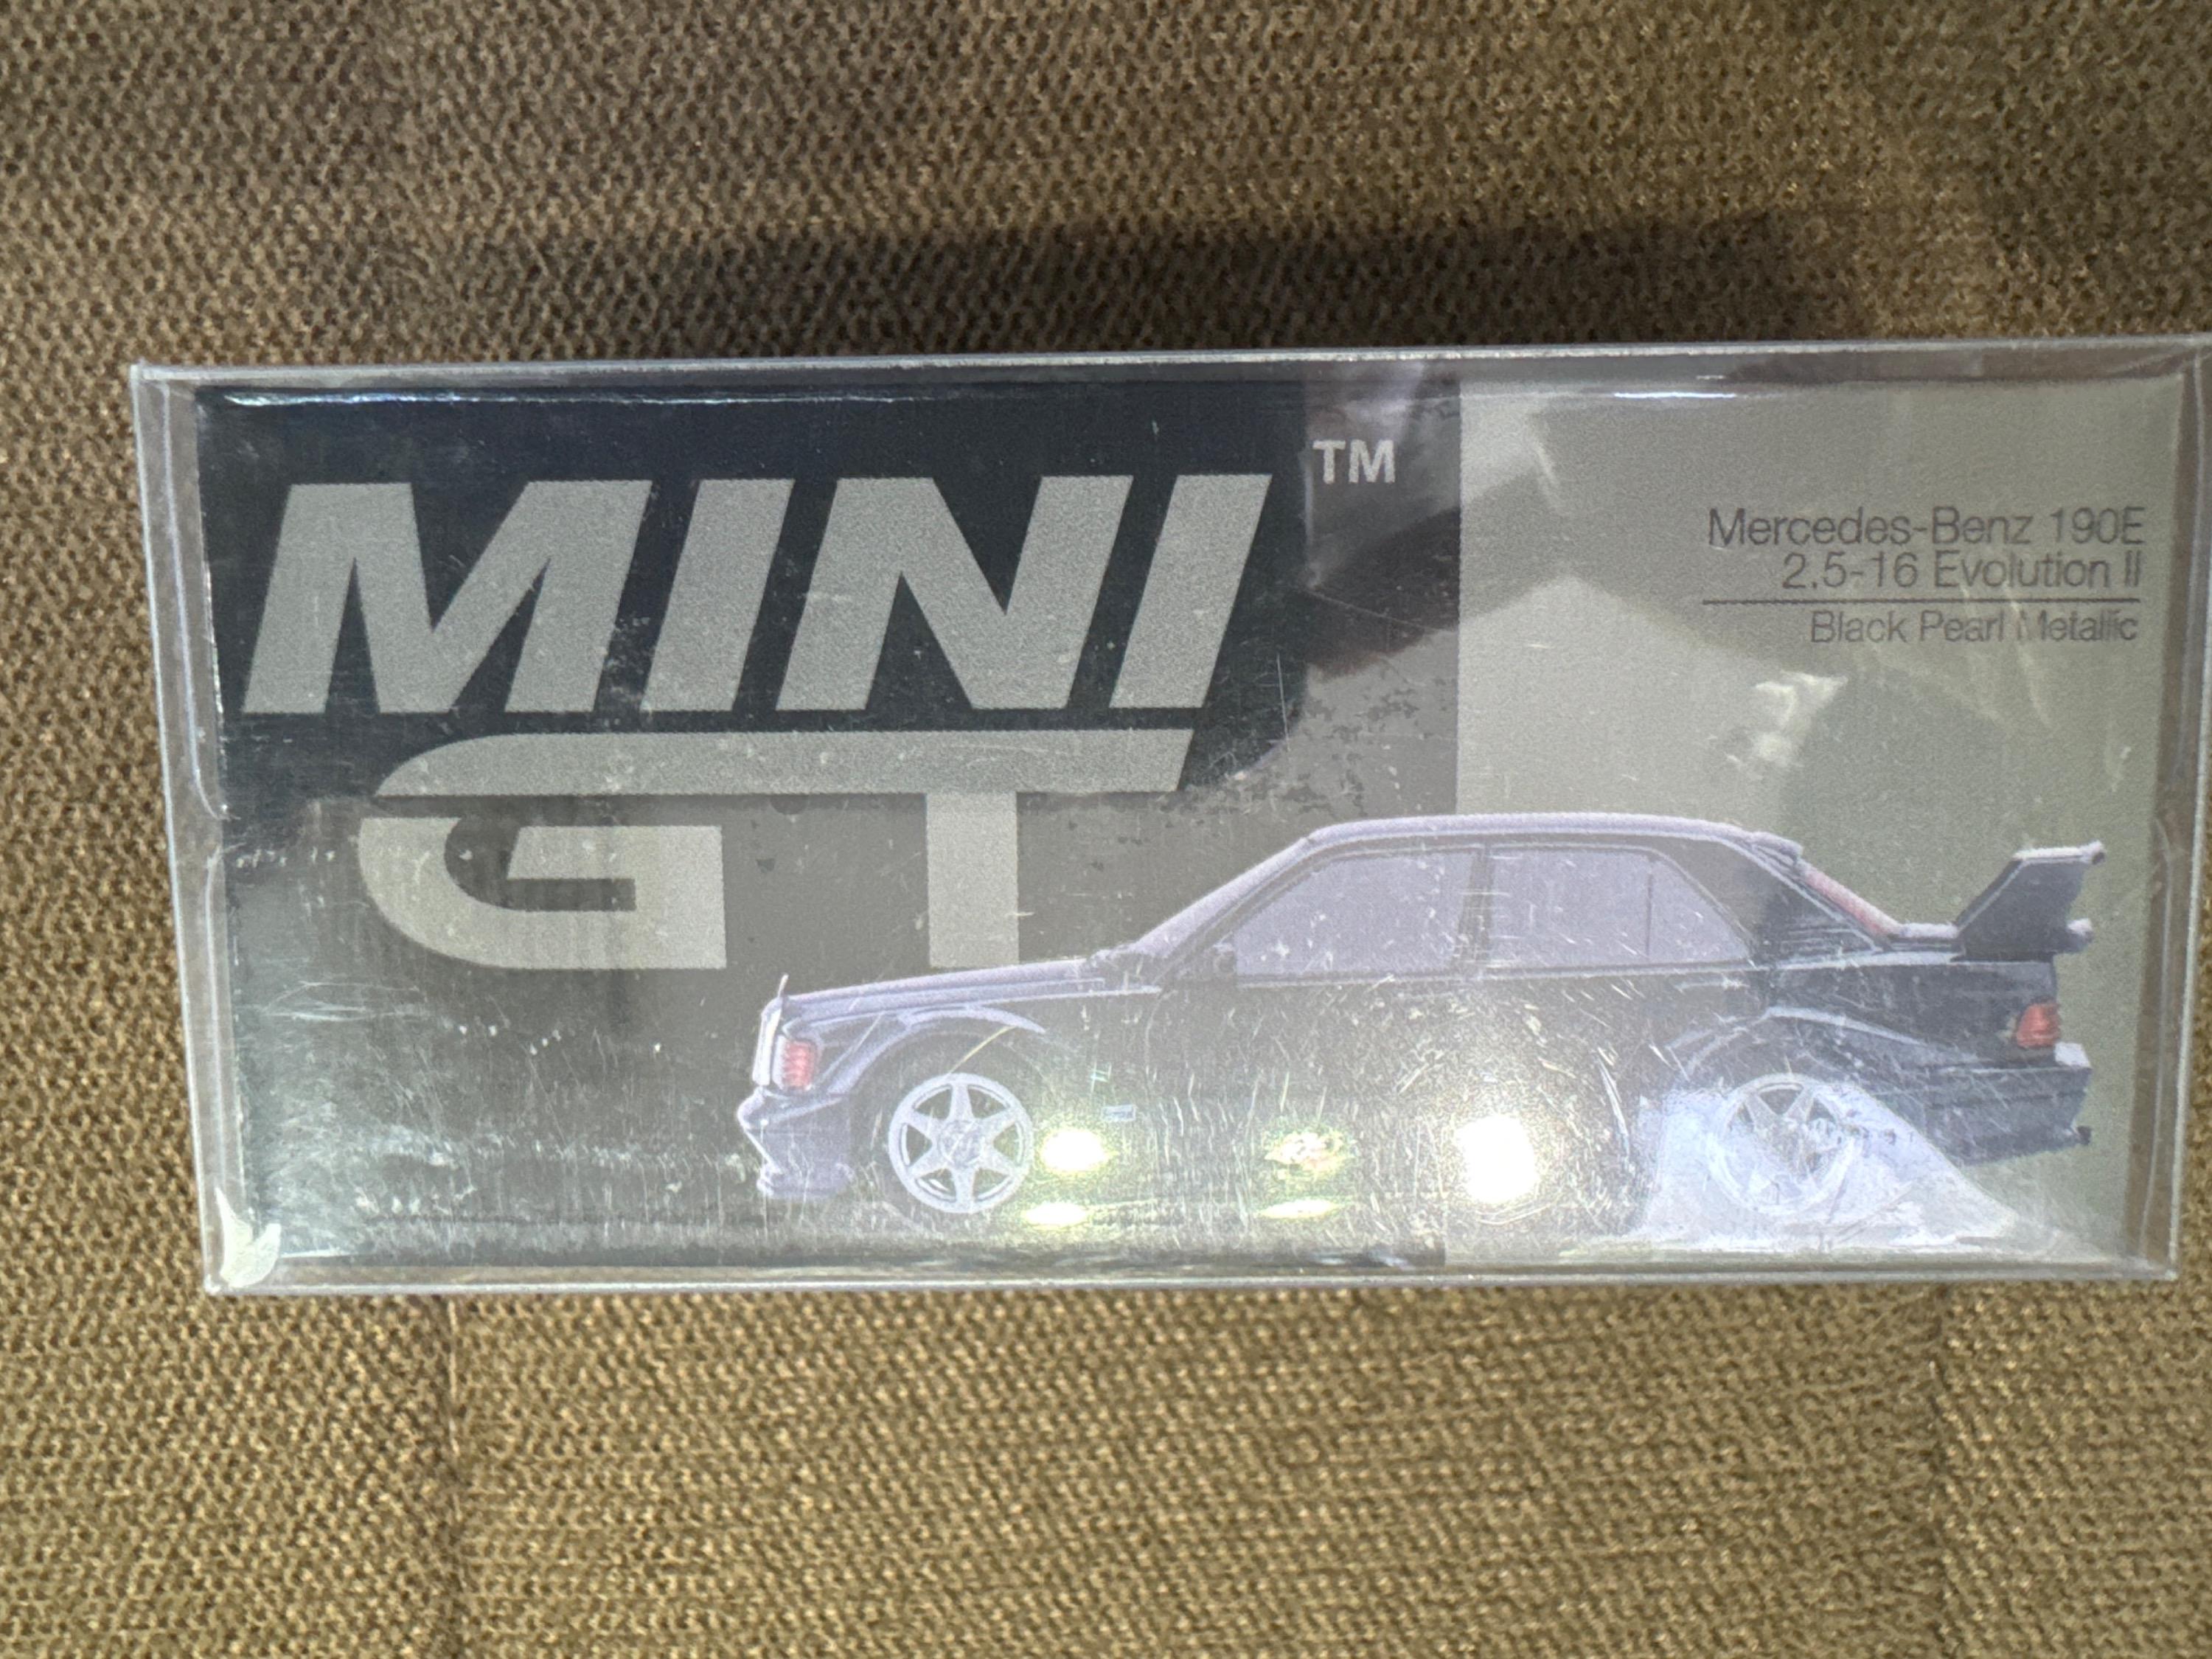 MINI
GT
TM
Mercedes-Benz 190E
2.5-16 Evolution II
Black Pearl Metallic